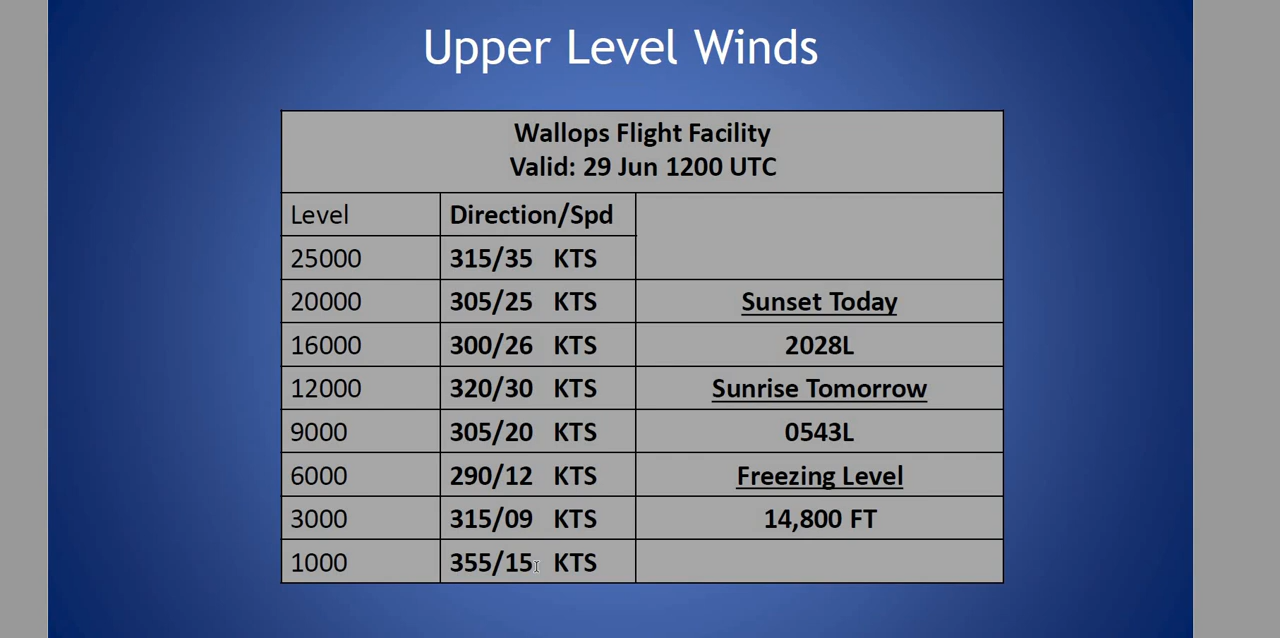 Upper Level Winds
Wallops Flight Facility
Valid: 29 Jun 1200 UTC
Level Direction/Spd
25000 315/35 KTS
20000 305/25 KTS Sunset Today
16000 300/26 KTS 2028L
12000 320/30 KTS Sunrise Tomorrow
9000 305/20 KTS 0543L
6000 290/12 KTS Freezing Level
3000 315/09 KTS 14,800 FT
1000 355/15 KTS